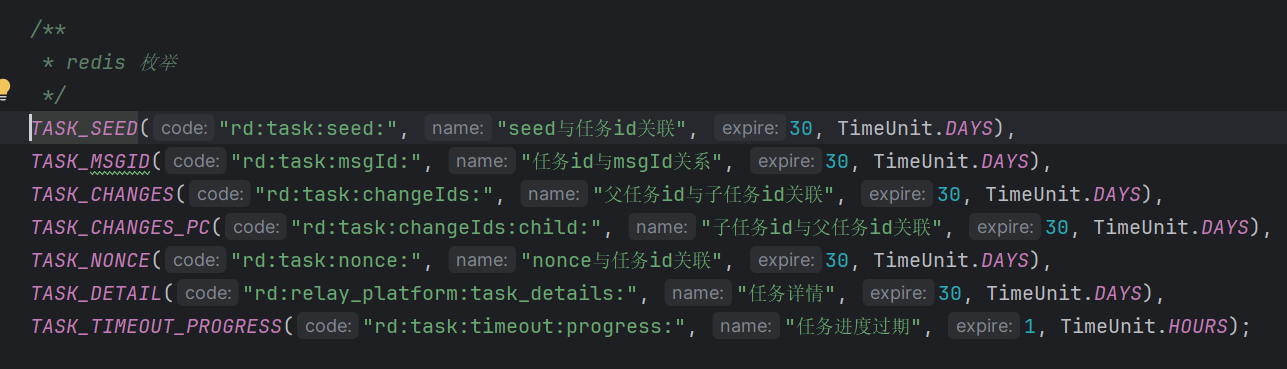 /**
* redis 枚举
*/
TASK_SEED( code: "rd:task:seed:", name: "seed与任务id关联", expire: 30, TimeUnit.DAYS),
TASK_MSGID( code: "rd:task:msgId:", name: "任务id与msgId关系", expire: 30, TimeUnit.DAYS),
TASK_CHANGES( code: "rd:task:changeIds:", name: "父任务id与子任务id关联", expire: 30, TimeUnit.DAYS),
TASK_CHANGES_PC( code: "rd:task:changeIds:child:", name: "子任务id与父任务id关联", expire: 30, TimeUnit.DAYS),
TASK_NONCE( code: "rd:task:nonce:", name: "nonce与任务id关联", expire: 30, TimeUnit.DAYS),
TASK_DETAIL( code: "rd:relay_platform:task_details:", name: "任务详情", expire: 30, TimeUnit.DAYS),
TASK_TIMEOUT_PROGRESS( code: "rd:task:timeout:progress:", name: "任务进度过期", expire: 1, TimeUnit.HOURS);